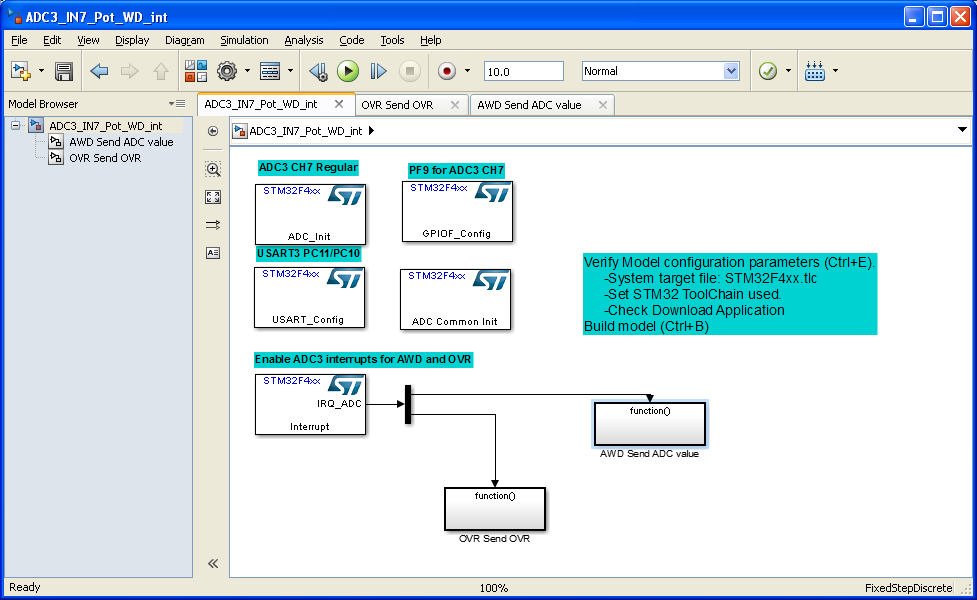 ADC3_IN7_Pot_WD_int
File Edit View Display Diagram Simulation Analysis Code Tools Help
10.0 Normal
Model Browser
ADC3_IN7_Pot_WD_int
AWD Send ADC value
OVR Send OVR
ADC3_IN7_Pot_WD_int OVR Send OVR AWD Send ADC value
ADC3_IN7_Pot_WD_int
ADC3 CH7 Regular
STM32F4xx ST
ADC_Init
PF9 for ADC3 CH7
STM32F4xx ST
GPIOF_Config
USART3 PC11/PC10
STM32F4xx ST
USART_Config
STM32F4xx ST
ADC Common Init
Verify Model configuration parameters (Ctrl+E).
-System target file: STM32F4xx.tlc
-Set STM32 ToolChain used.
-Check Download Application
Build model (Ctrl+B)
Enable ADC3 interrupts for AWD and OVR
STM32F4xx ST
IRQ_ADC
Interrupt
function()
AWD Send ADC value
function()
OVR Send OVR
Ready 100% FixedStepDiscrete